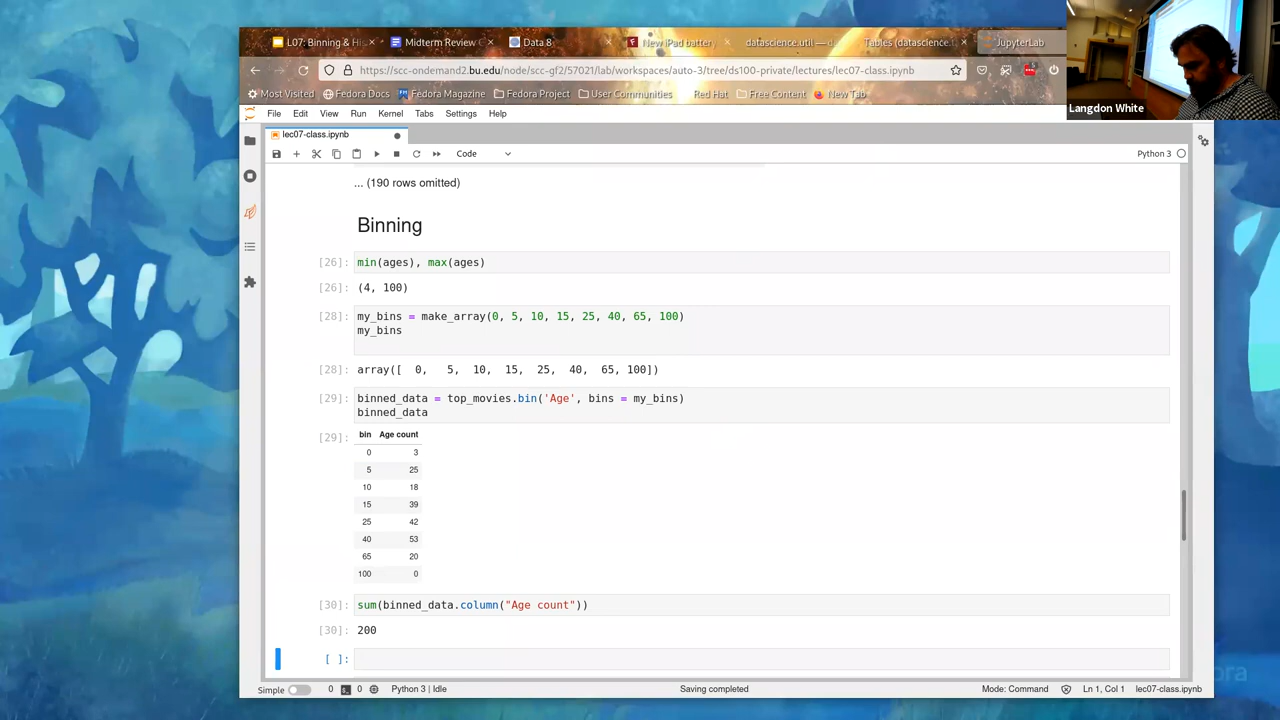 L07: Binning & Hi
Midterm Review
Data 8
New iPad battery
datascience.util — da
Tables (datascience.t
JupyterLab
https://scc-ondemand2.bu.edu/node/scc-gf2/57021/lab/workspaces/auto-3/tree/ds100-private/lectures/lec07-class.ipynb
Most Visited
Fedora Docs
Fedora Magazine
Fedora Project
User Communities
Red Hat
Free Content
New Tab
Langdon White
File Edit View Run Kernel Tabs Settings Help
lec07-class.ipynb
Code
Python 3
... (190 rows omitted)
Binning
[26]: min(ages), max(ages)
[26]: (4, 100)
[28]: my_bins = make_array(0, 5, 10, 15, 25, 40, 65, 100)
my_bins
[28]: array([ 0, 5, 10, 15, 25, 40, 65, 100])
[29]: binned_data = top_movies.bin('Age', bins = my_bins)
binned_data
[29]: bin Age count
0 3
5 25
10 18
15 39
25 42
40 53
65 20
100 0
[30]: sum(binned_data.column("Age count"))
[30]: 200
[ ]:
Simple 0 0 Python 3 | Idle Saving completed Mode: Command Ln 1, Col 1 lec07-class.ipynb